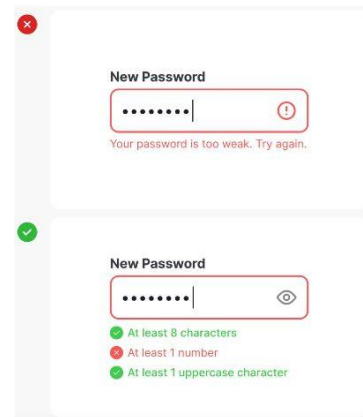 New Password
••••••••
Your password is too weak. Try again.
New Password
••••••••
At least 8 characters
At least 1 number
At least 1 uppercase character